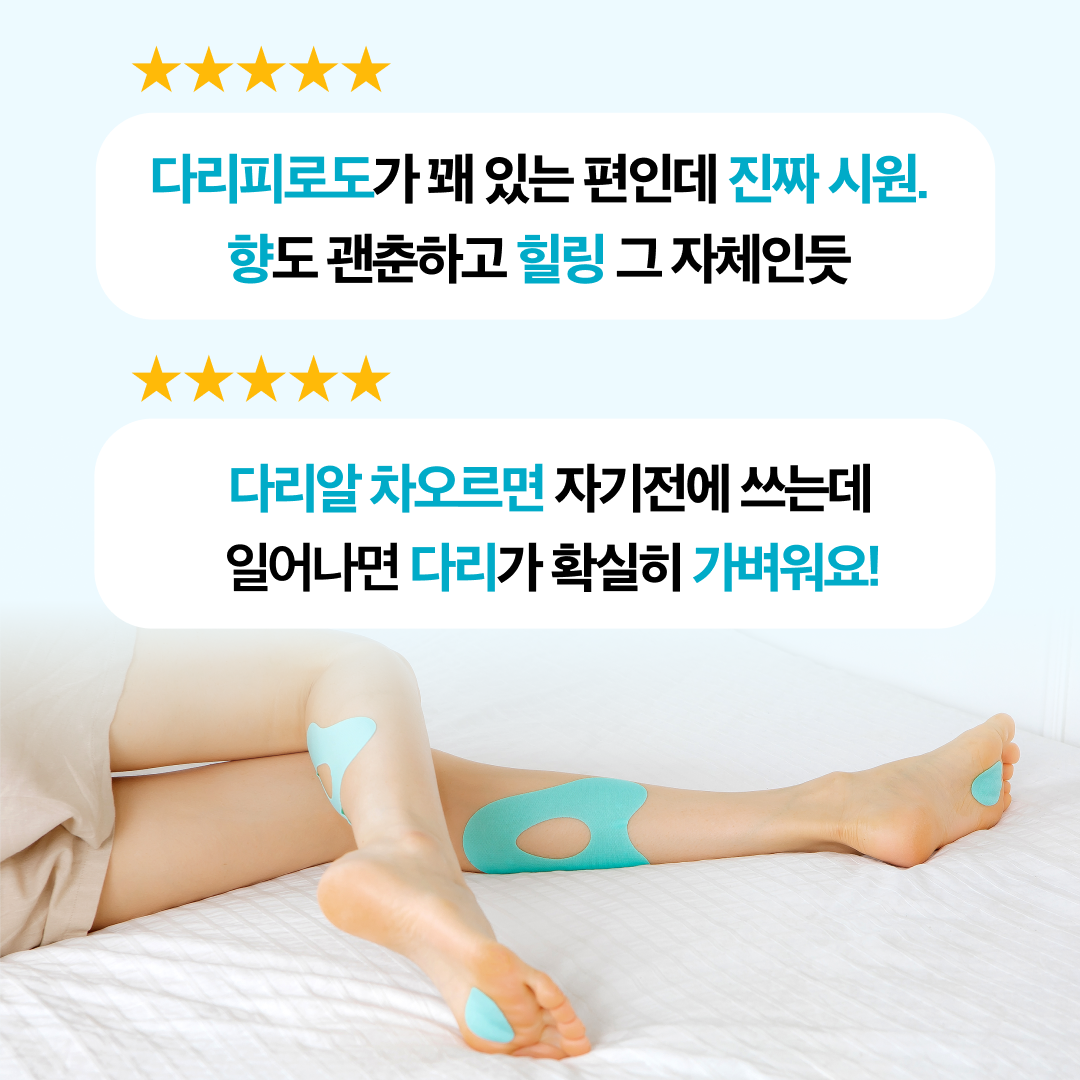 다리피로도가 꽤 있는 편인데 진짜 시원.
향도 괜춘하고 힐링 그 자체인듯
다리알 차오르면 자기전에 쓰는데
일어나면 다리가 확실히 가벼워요!